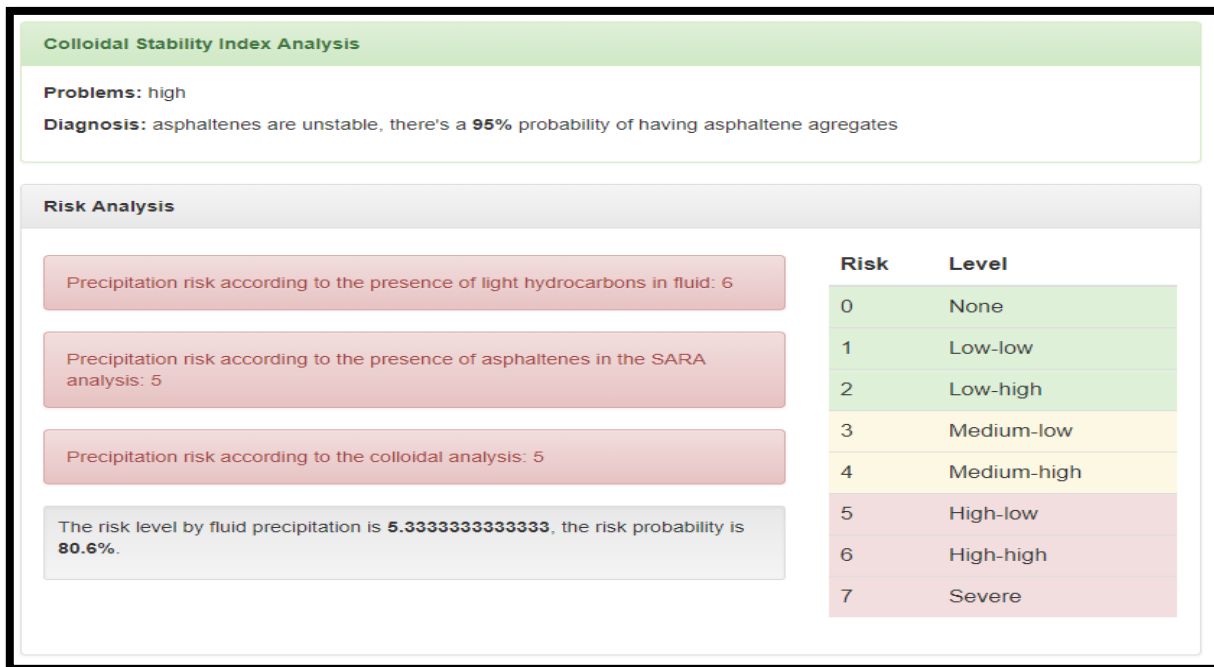 Colloidal Stability Index Analysis
Problems: high
Diagnosis: asphaltenes are unstable, there's a 95% probability of having asphaltene agregates
Risk Analysis
Precipitation risk according to the presence of light hydrocarbons in fluid: 6
Precipitation risk according to the presence of asphaltenes in the SARA
analysis: 5
Precipitation risk according to the colloidal analysis: 5
The risk level by fluid precipitation is 5.3333333333333, the risk probability is
80.6%.
Risk Level
0 None
1 Low-low
2 Low-high
3 Medium-low
4 Medium-high
5 High-low
6 High-high
7 Severe